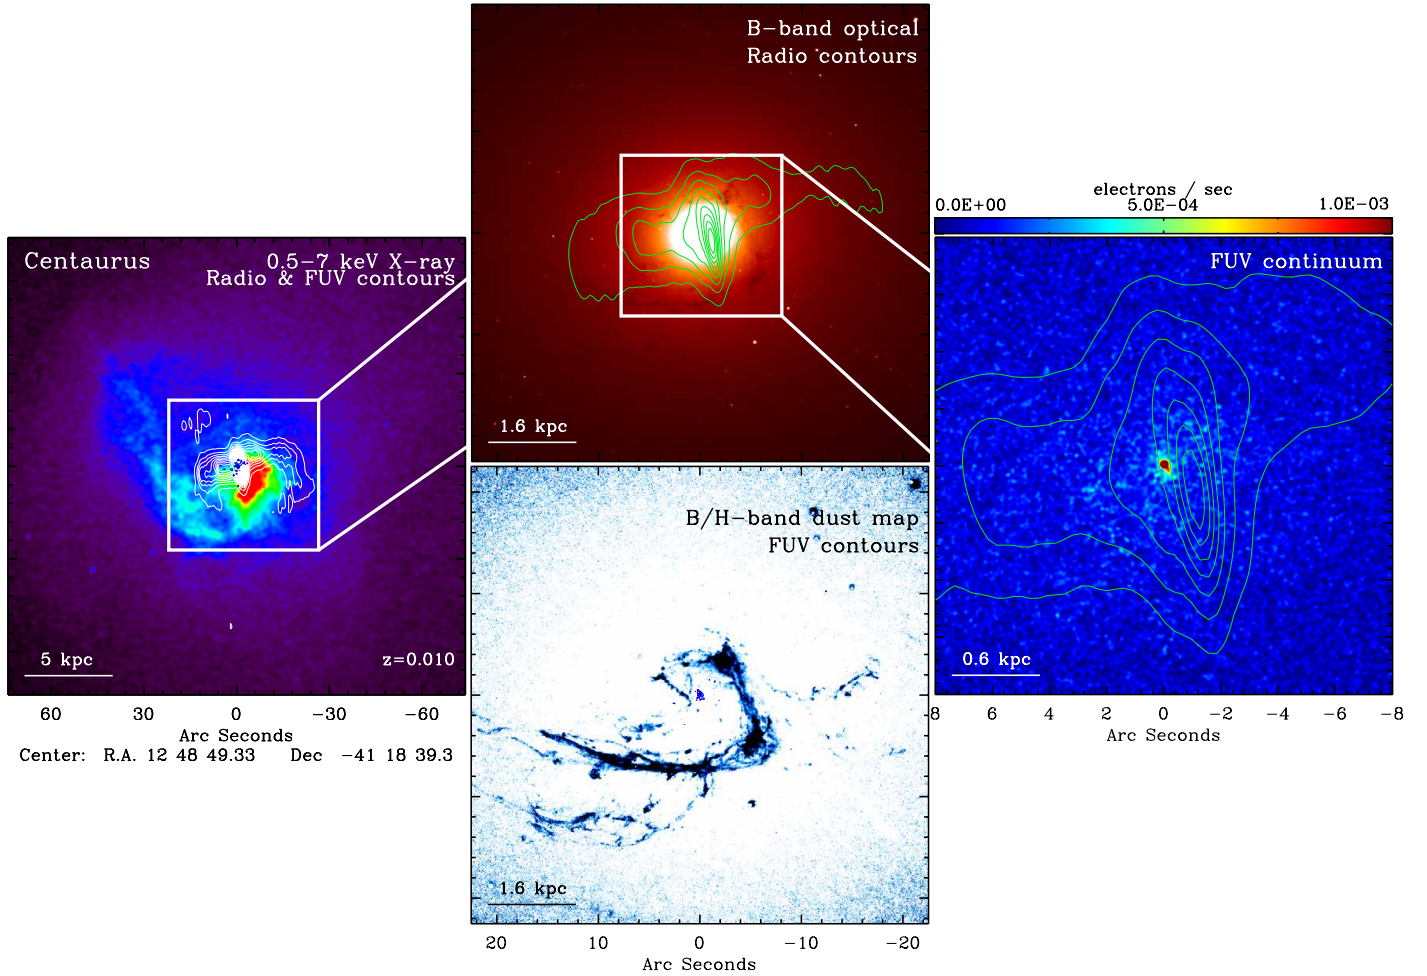 B-band optical
Radio contours
1.6 kpc
Centaurus
0.5-7 keV X-ray
Radio & FUV contours
5 kpc
z=0.010
60 30 0 -30 -60
Arc Seconds
Center: R.A. 12 48 49.33 Dec -41 18 39.3
B/H-band dust map
FUV contours
1.6 kpc
20 10 0 -10 -20
Arc Seconds
electrons / sec
0.0E+00 5.0E-04 1.0E-03
FUV continuum
0.6 kpc
8 6 4 2 0 -2 -4 -6 -8
Arc Seconds